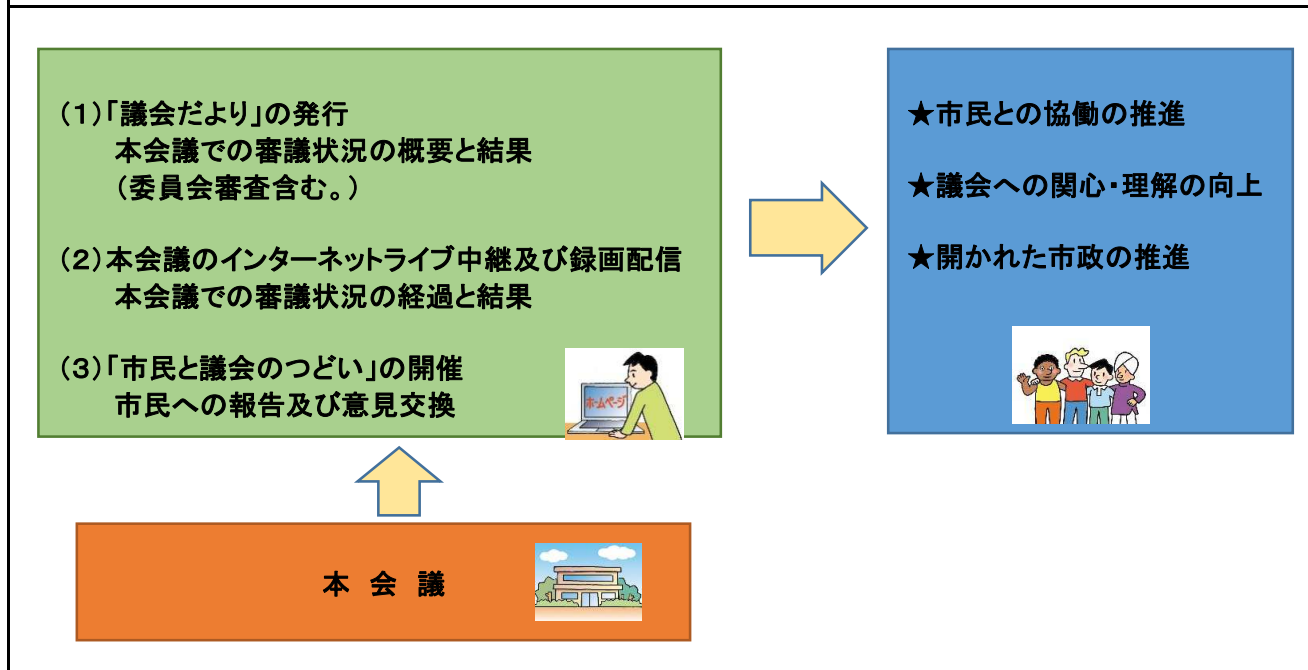 (1)「議会だより」の発行
本会議での審議状況の概要と結果
(委員会審査含む。)
(2)本会議のインターネットライブ中継及び録画配信
本会議での審議状況の経過と結果
(3)「市民と議会のつどい」の開催
市民への報告及び意見交換
ホームページ
★市民との協働の推進
★議会への関心・理解の向上
★開かれた市政の推進
本 会 議